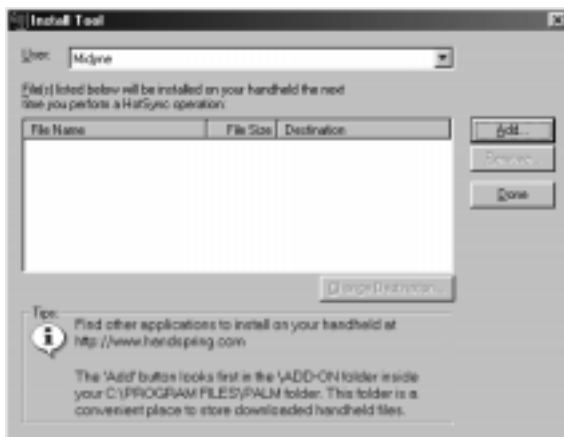 Install Tool
User:
Midyne
File(s) listed below will be installed on your handheld the next
time you perform a HotSync operation:
File Name File Size Destination
Add...
Remove...
Done
Change Destination...
Tips:
Find other applications to install on your handheld at
http://www.handspring.com
The 'Add' button looks first in the \ADD-ON folder inside
your C:\PROGRAM FILES\PALM folder. This folder is a
convenient place to store downloaded handheld files.